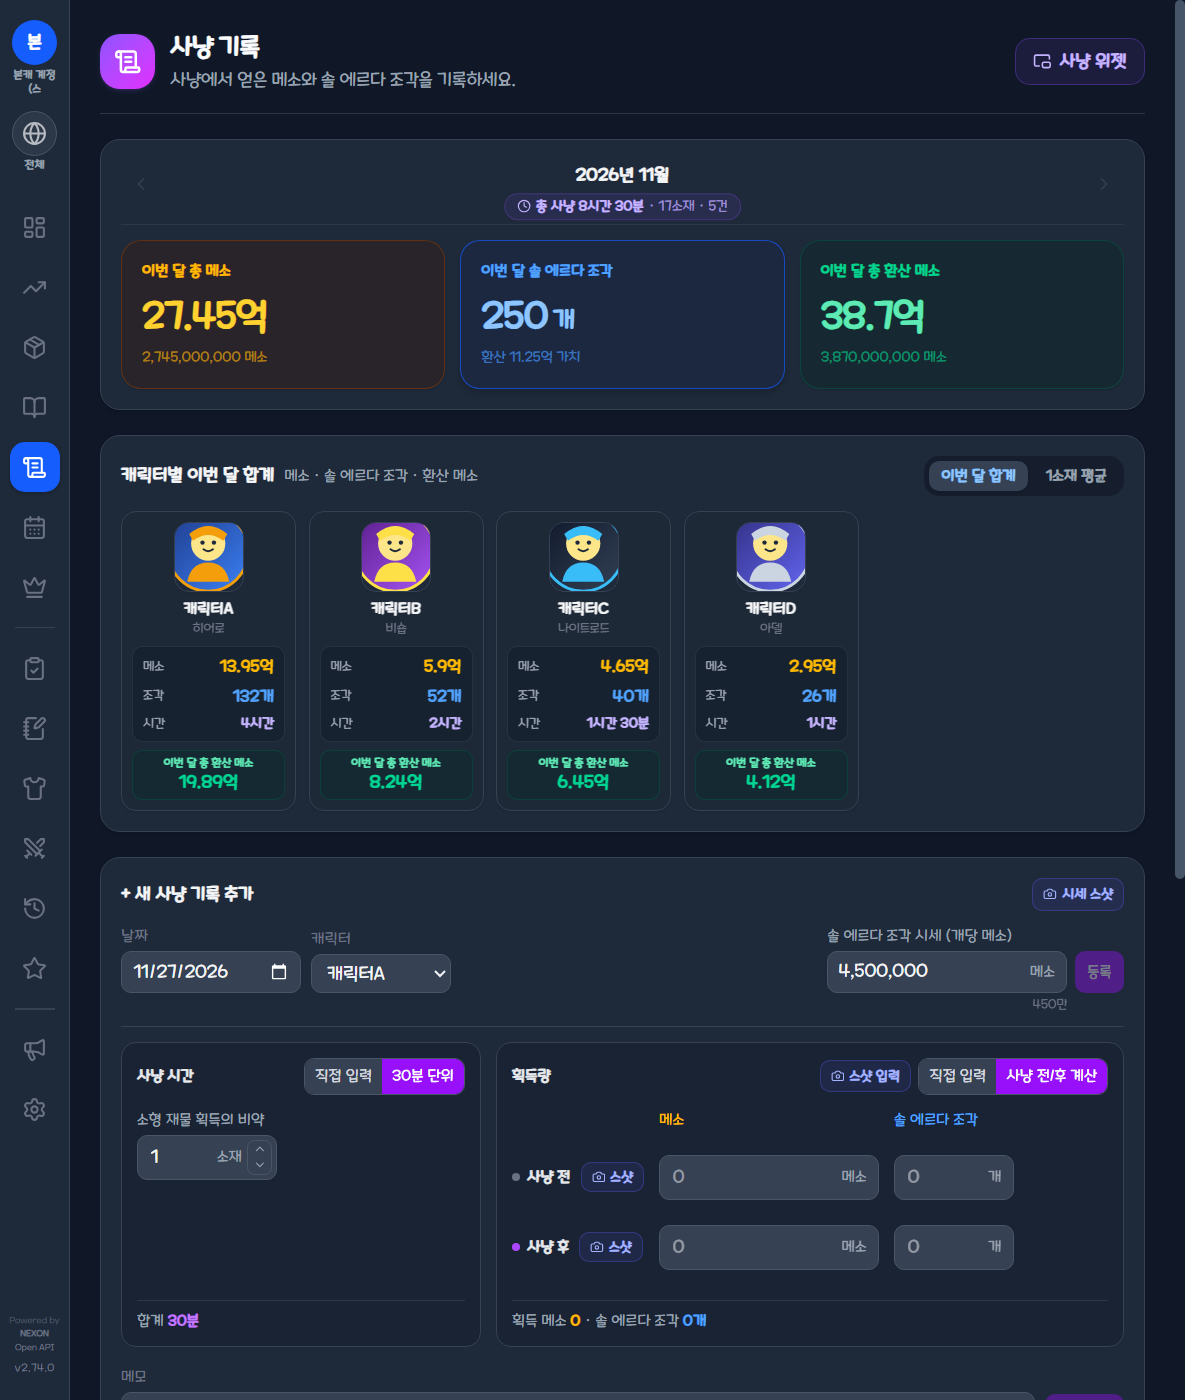 본
본캐 계정
(스
전체
Powered by
NEXON
Open API
v2.74.0
사냥 기록
사냥에서 얻은 메소와 솔 에르다 조각을 기록하세요.
사냥 위젯
2026년 11월
총 사냥 8시간 30분 · 17소재 · 5건
이번 달 총 메소
27.45억
2,745,000,000 메소
이번 달 솔 에르다 조각
250개
환산 11.25억 가치
이번 달 총 환산 메소
38.7억
3,870,000,000 메소
캐릭터별 이번 달 합계 메소 · 솔 에르다 조각 · 환산 메소
이번 달 합계 1소재 평균
캐릭터A
히어로
메소 13.95억
조각 132개
시간 4시간
이번 달 총 환산 메소
19.89억
캐릭터B
비숍
메소 5.9억
조각 52개
시간 2시간
이번 달 총 환산 메소
8.24억
캐릭터C
나이트로드
메소 4.65억
조각 40개
시간 1시간 30분
이번 달 총 환산 메소
6.45억
캐릭터D
아델
메소 2.95억
조각 26개
시간 1시간
이번 달 총 환산 메소
4.12억
+ 새 사냥 기록 추가
시세 스샷
날짜
11/27/2026
캐릭터
캐릭터A
솔 에르다 조각 시세 (개당 메소)
4,500,000 메소
등록
450만
사냥 시간
직접 입력 30분 단위
소형 재물 획득의 비약
1 소재
합계 30분
획득량
스샷 입력
직접 입력 사냥 전/후 계산
메소 솔 에르다 조각
사냥 전 스샷 0 메소 0 개
사냥 후 스샷 0 메소 0 개
획득 메소 0 · 솔 에르다 조각 0개
메모